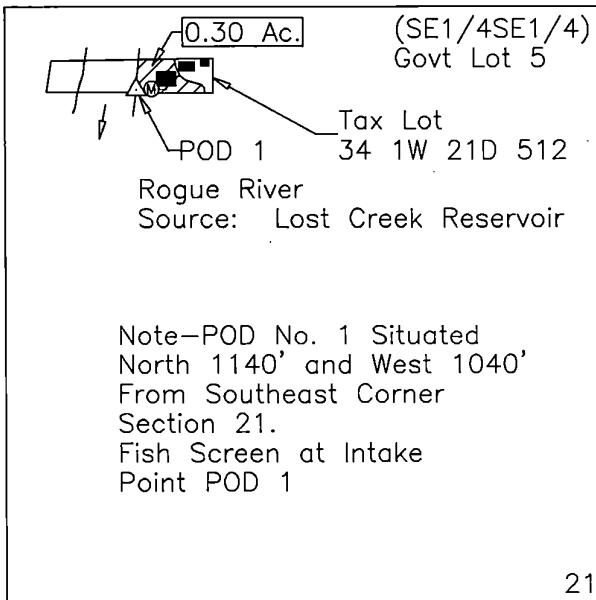 0.30 Ac.
(SE1/4SE1/4)
Govt Lot 5
M
POD 1
Tax Lot
34 1W 21D 512
Rogue River
Source: Lost Creek Reservoir
Note-POD No. 1 Situated
North 1140' and West 1040'
From Southeast Corner
Section 21.
Fish Screen at Intake
Point POD 1
21